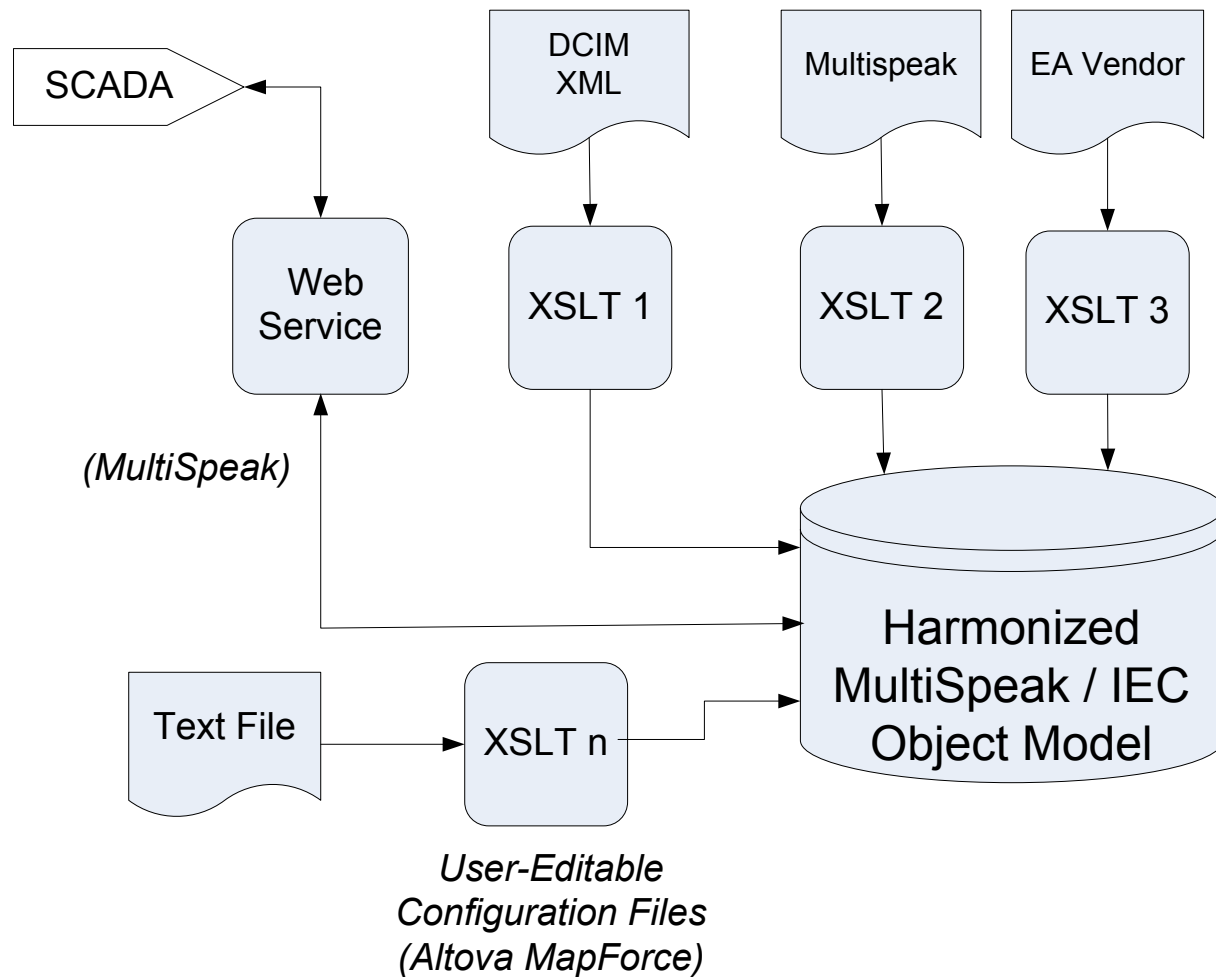 SCADA
DCIM
XML
Multispeak
EA Vendor
Web
Service
XSLT 1
XSLT 2
XSLT 3
(MultiSpeak)
Harmonized
MultiSpeak / IEC
Object Model
Text File
XSLT n
User-Editable
Configuration Files
(Altova MapForce)